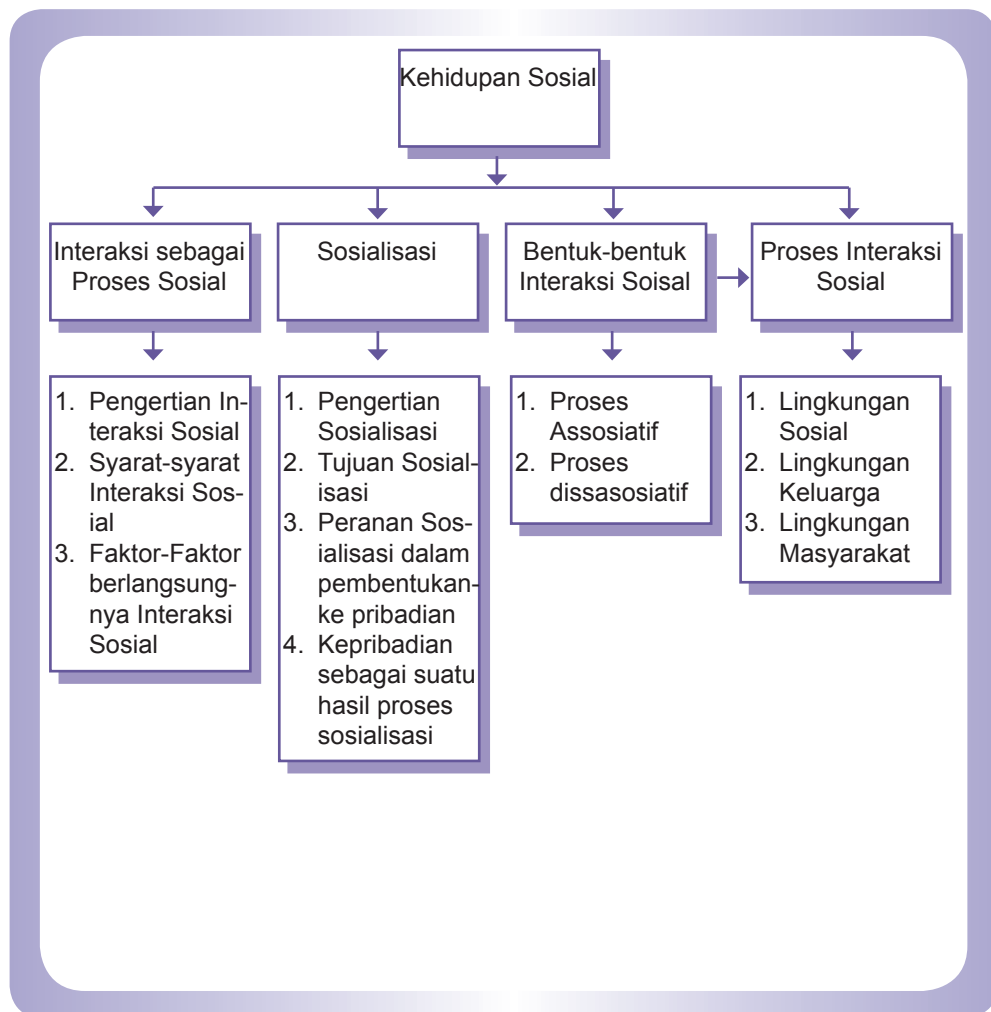 Kehidupan Sosial
Interaksi sebagai
Proses Sosial
Sosialisasi
Bentuk-bentuk
Interaksi Soisal
Proses Interaksi
Sosial
1. Pengertian In-
teraksi Sosial
2. Syarat-syarat
Interaksi Sos-
ial
3. Faktor-Faktor
berlangsung-
nya Interaksi
Sosial
1. Pengertian
Sosialisasi
2. Tujuan Sosial-
isasi
3. Peranan Sos-
ialisasi dalam
pembentukan-
ke pribadian
4. Kepribadian
sebagai suatu
hasil proses
sosialisasi
1. Proses
Assosiatif
2. Proses
dissasosiatif
1. Lingkungan
Sosial
2. Lingkungan
Keluarga
3. Lingkungan
Masyarakat